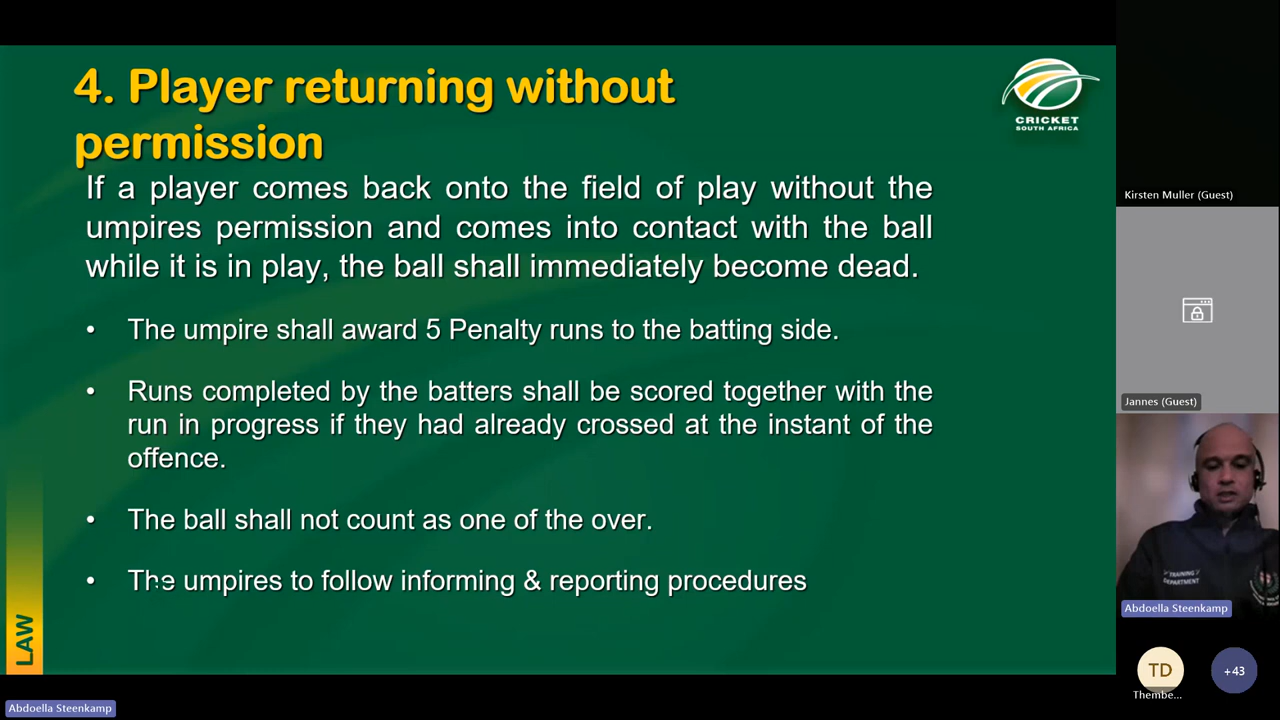 4. Player returning without
permission
CRICKET
SOUTH AFRICA
If a player comes back onto the field of play without the
umpires permission and comes into contact with the ball
while it is in play, the ball shall immediately become dead.
• The umpire shall award 5 Penalty runs to the batting side.
• Runs completed by the batters shall be scored together with the
run in progress if they had already crossed at the instant of the
offence.
• The ball shall not count as one of the over.
• The umpires to follow informing & reporting procedures
LAW
Abdoella Steenkamp
Kirsten Muller (Guest)
Jannes (Guest)
TRAINING
DEPARTMENT
Abdoella Steenkamp
TD
+43
Thembe...